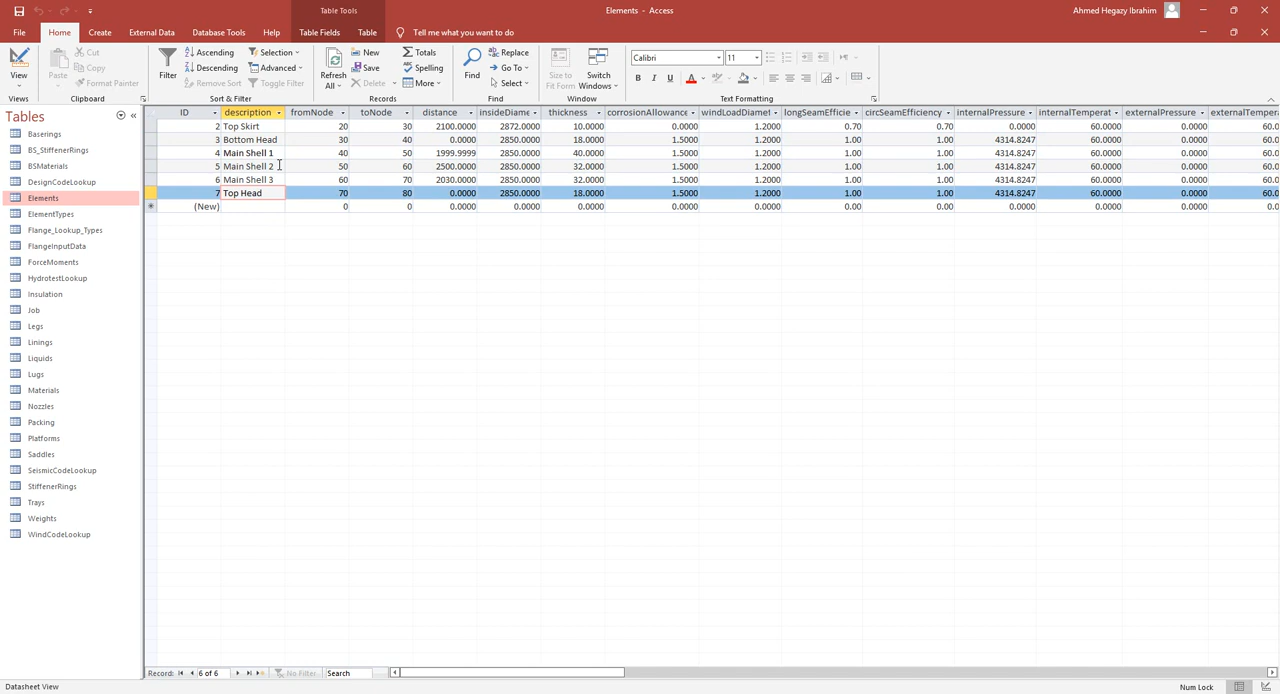 Table Tools
Elements - Access
Ahmed Hegazy Ibrahim
File Home Create External Data Database Tools Help Table Fields Table Tell me what you want to do
View
Views
Paste
Cut
Copy
Format Painter
Clipboard
Filter
Ascending
Descending
Remove Sort
Selection
Advanced
Toggle Filter
Sort & Filter
Refresh
All
New
Save
Delete
Totals
Spelling
More
Records
Find
Replace
Go To
Select
Find
Size to
Fit Form
Switch
Windows
Window
Calibri 11
B I U
Text Formatting
Tables
Baserings
BS_StiffenerRings
BSMaterials
DesignCodeLookup
Elements
ElementTypes
Flange_Lookup_Types
FlangeInputData
ForceMoments
HydrotestLookup
Insulation
Job
Legs
Linings
Liquids
Lugs
Materials
Nozzles
Packing
Platforms
Saddles
SeismicCodeLookup
StiffenerRings
Trays
Weights
WindCodeLookup
ID description fromNode toNode distance insideDiame thickness corrosionAllowance windLoadDiamet longSeamEfficie circSeamEfficiency internalPressure internalTemperat externalPressure externalTempera
2 Top Skirt 20 30 2100.0000 2872.0000 10.0000 0.0000 1.2000 0.70 0.70 0.0000 60.0000 0.0000 60.0
3 Bottom Head 30 40 0.0000 2850.0000 18.0000 1.5000 1.2000 1.00 1.00 4314.8247 60.0000 0.0000 60.0
4 Main Shell 1 40 50 1999.9999 2850.0000 40.0000 1.5000 1.2000 1.00 1.00 4314.8247 60.0000 0.0000 60.0
5 Main Shell 2 50 60 2500.0000 2850.0000 32.0000 1.5000 1.2000 1.00 1.00 4314.8247 60.0000 0.0000 60.0
6 Main Shell 3 60 70 2030.0000 2850.0000 32.0000 1.5000 1.2000 1.00 1.00 4314.8247 60.0000 0.0000 60.0
7 Top Head 70 80 0.0000 2850.0000 18.0000 1.5000 1.2000 1.00 1.00 4314.8247 60.0000 0.0000 60.0
(New) 0 0 0.0000 0.0000 0.0000 0.0000 0.0000 0.00 0.00 0.0000 0.0000 0.0000 0.0
Record: 6 of 6 No Filter Search
Datasheet View
Num Lock